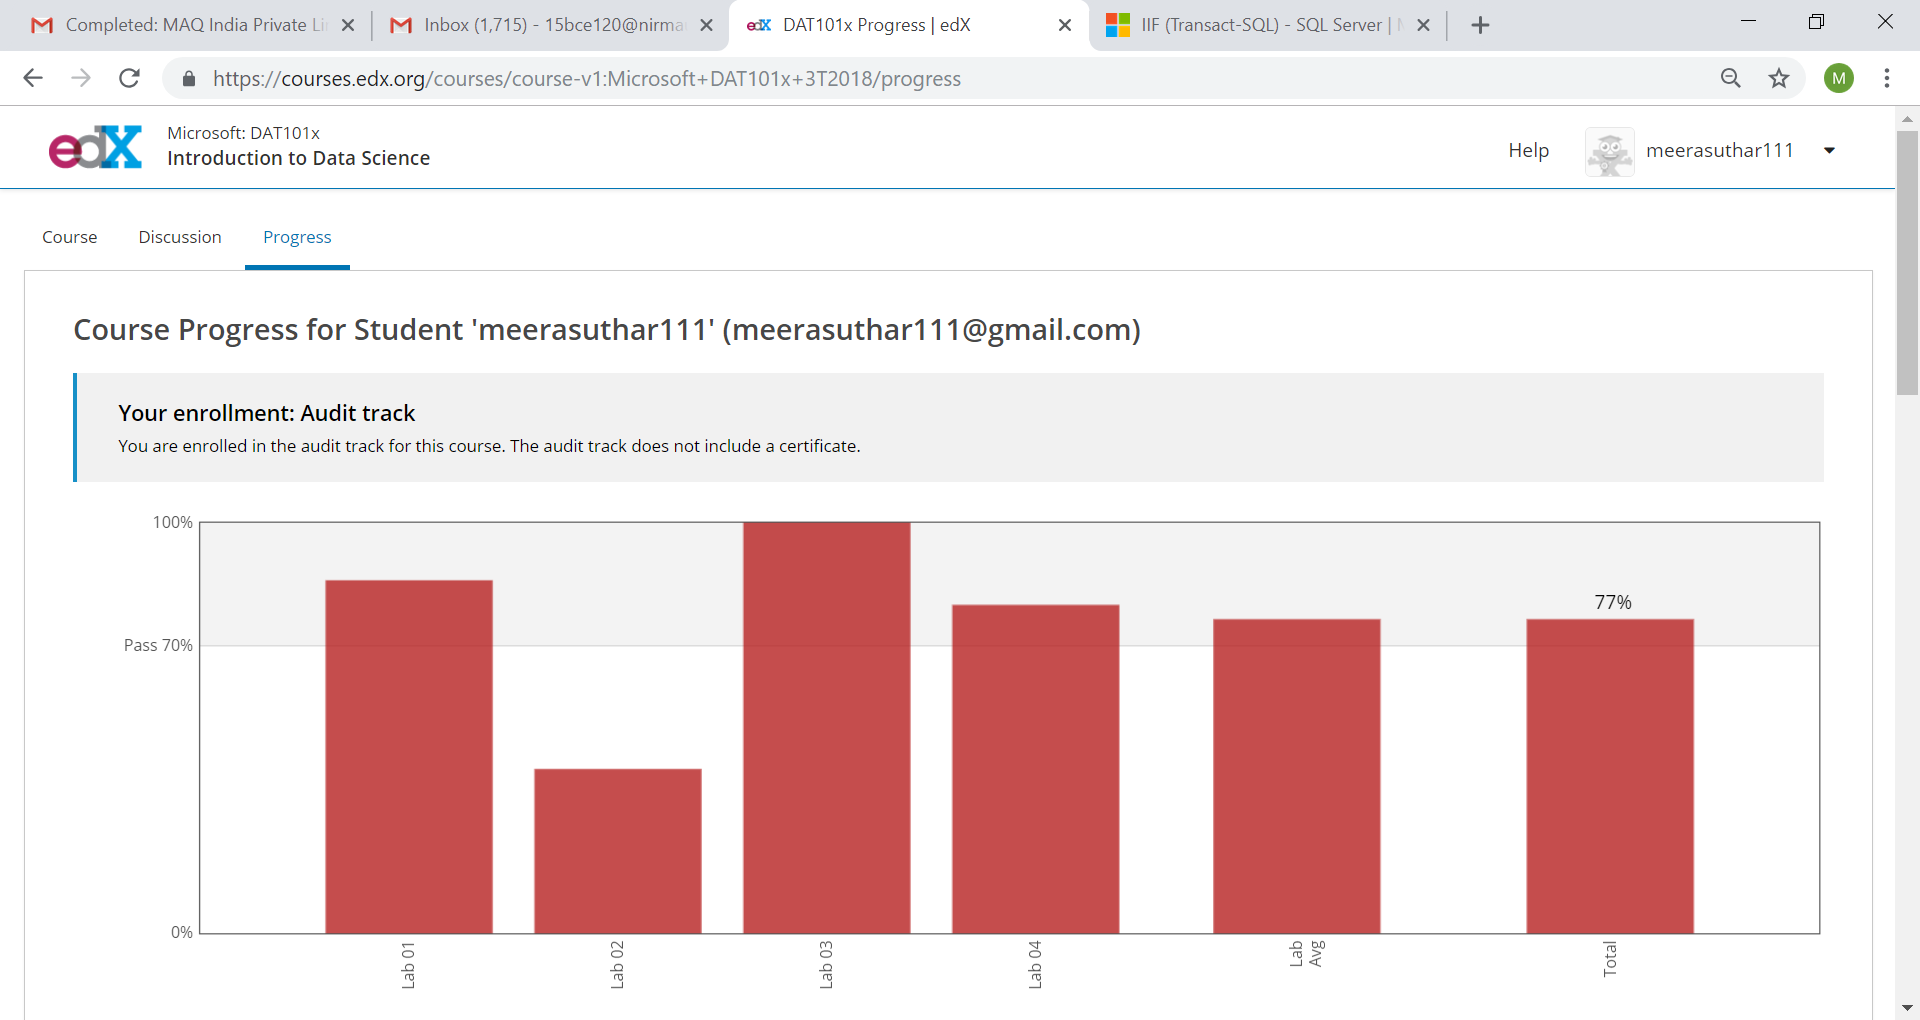 Completed: MAQ India Private Li
Inbox (1,715) - 15bce120@nirma
edX DAT101x Progress | edX
IIF (Transact-SQL) - SQL Server |
https://courses.edx.org/courses/course-v1:Microsoft+DAT101x+3T2018/progress
M
edX
Microsoft: DAT101x
Introduction to Data Science
Help
meerasuthar111
Course
Discussion
Progress
Course Progress for Student 'meerasuthar111' (meerasuthar111@gmail.com)
Your enrollment: Audit track
You are enrolled in the audit track for this course. The audit track does not include a certificate.
100%
77%
Pass 70%
0%
Lab 01
Lab 02
Lab 03
Lab 04
Lab
Avg
Total